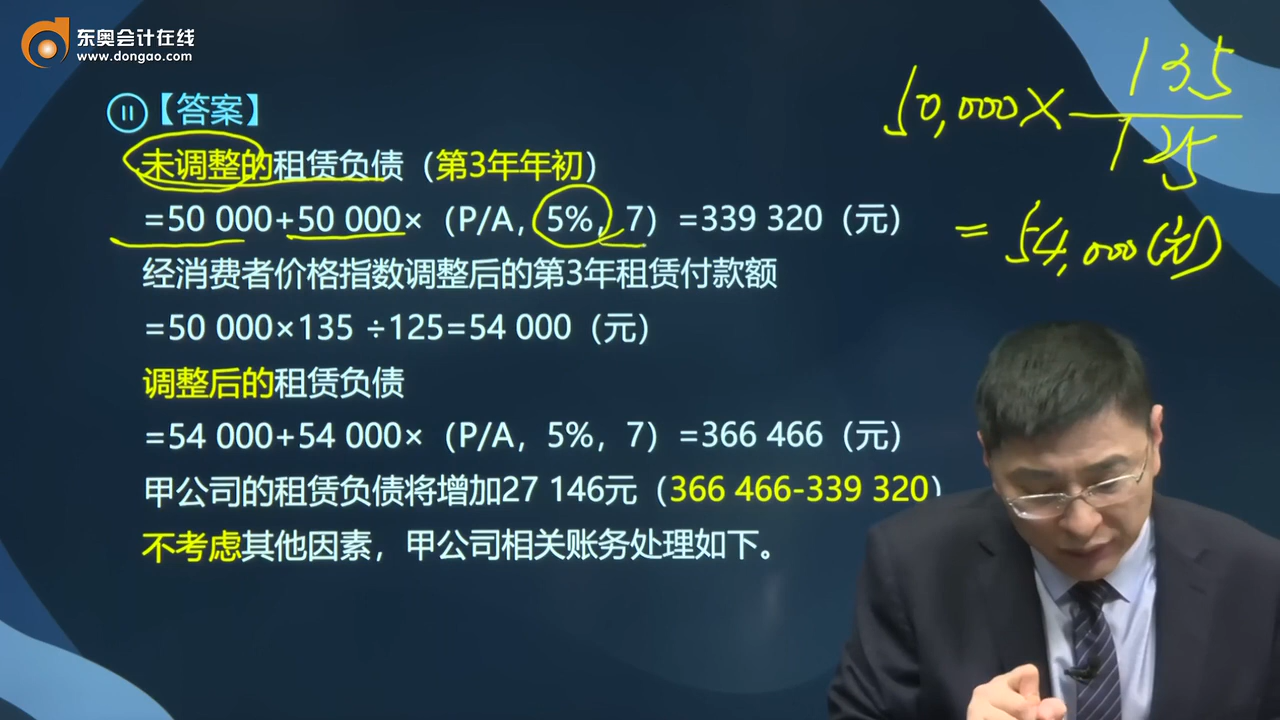 东奥会计在线
www.dongao.com
【答案】
未调整的租赁负债（第3年年初）
=50 000+50 000×（P/A，5%，7）=339 320（元）
经消费者价格指数调整后的第3年租赁付款额
=50 000×135 ÷125=54 000（元）
调整后的租赁负债
=54 000+54 000×（P/A，5%，7）=366 466（元）
甲公司的租赁负债将增加27 146元（366 466-339 320）
不考虑其他因素，甲公司相关账务处理如下。
50,000×135/125
=54,000(元)